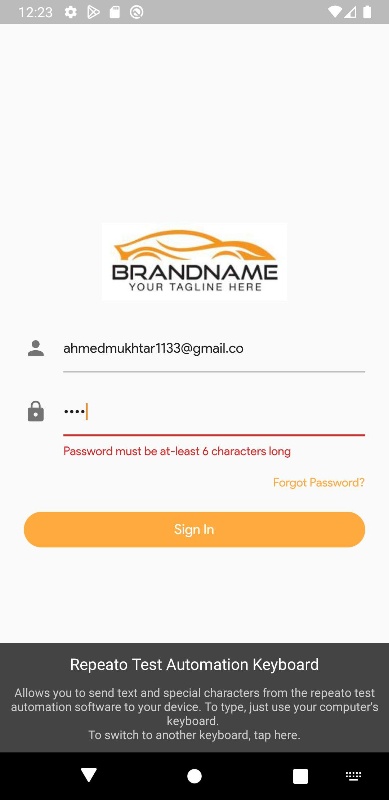 12:23
BRANDNAME
YOUR TAGLINE HERE
ahmedmukhtar1133@gmail.co
••••
Password must be at-least 6 characters long
Forgot Password?
Sign In
Repeato Test Automation Keyboard
Allows you to send text and special characters from the repeato test
automation software to your device. To type, just use your computer's
keyboard.
To switch to another keyboard, tap here.